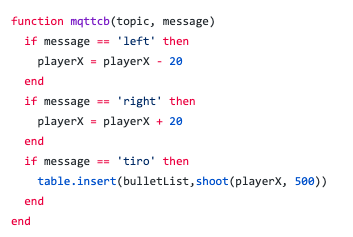 function mqttcb(topic, message)
  if message == 'left' then
    playerX = playerX - 20
  end
  if message == 'right' then
    playerX = playerX + 20
  end
  if message == 'tiro' then
    table.insert(bulletList,shoot(playerX, 500))
  end
end